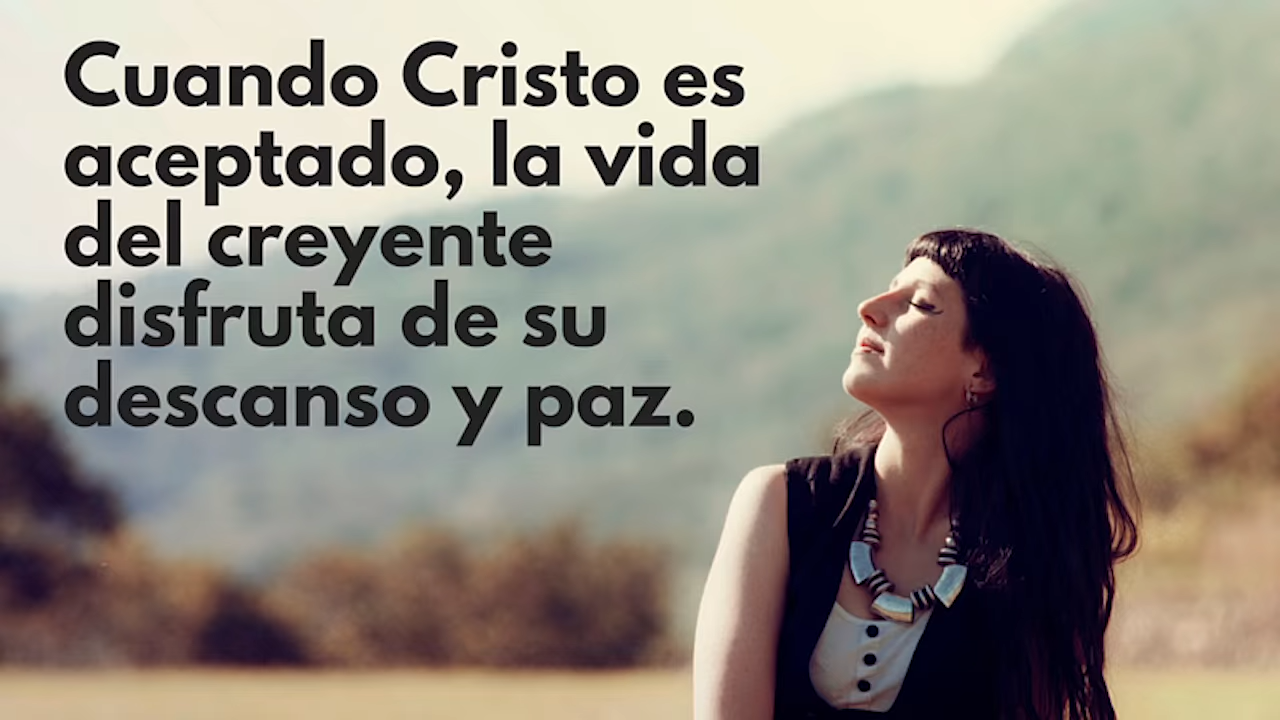 Cuando Cristo es
aceptado, la vida
del creyente
disfruta de su
descanso y paz.